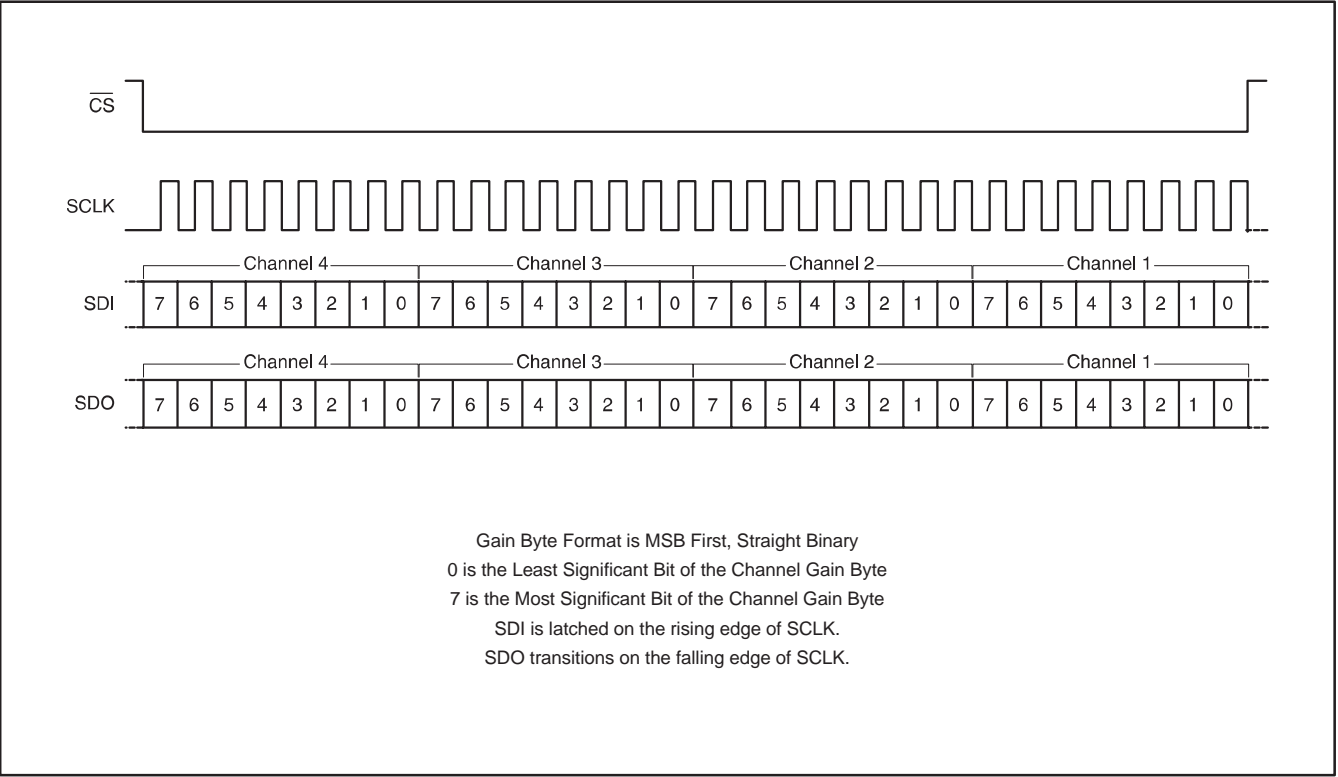 CS
SCLK
Channel 4 Channel 3 Channel 2 Channel 1
SDI 7 6 5 4 3 2 1 0 7 6 5 4 3 2 1 0 7 6 5 4 3 2 1 0 7 6 5 4 3 2 1 0
Channel 4 Channel 3 Channel 2 Channel 1
SDO 7 6 5 4 3 2 1 0 7 6 5 4 3 2 1 0 7 6 5 4 3 2 1 0 7 6 5 4 3 2 1 0
Gain Byte Format is MSB First, Straight Binary
0 is the Least Significant Bit of the Channel Gain Byte
7 is the Most Significant Bit of the Channel Gain Byte
SDI is latched on the rising edge of SCLK.
SDO transitions on the falling edge of SCLK.